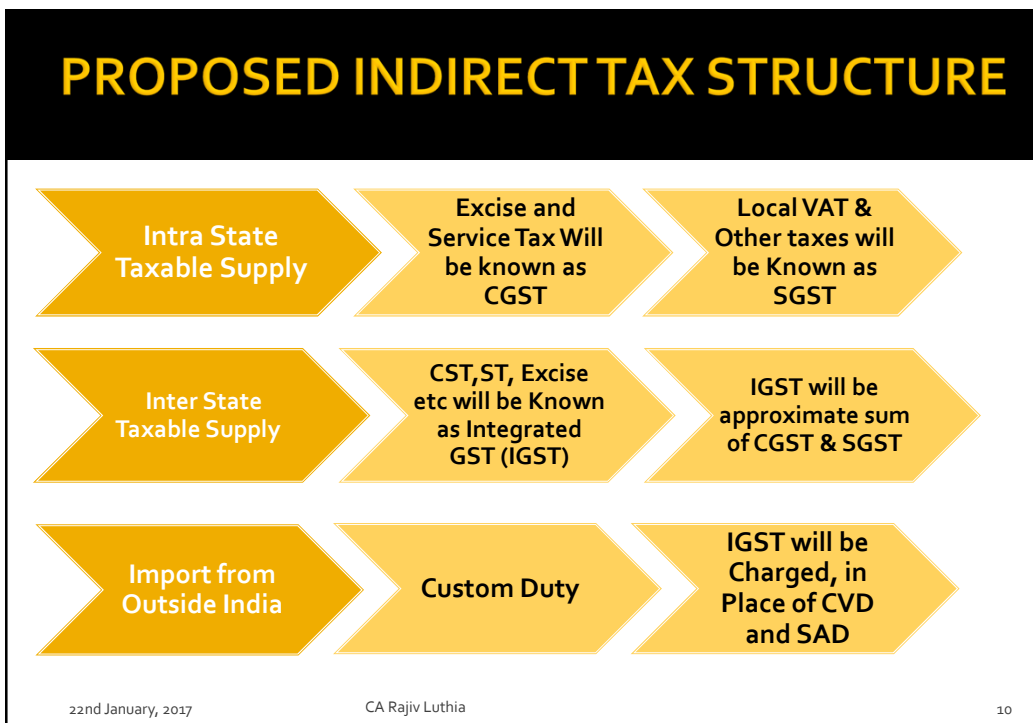 PROPOSED INDIRECT TAX STRUCTURE
Intra State
Taxable Supply
Excise and
Service Tax Will
be known as
CGST
Local VAT &
Other taxes will
be Known as
SGST
Inter State
Taxable Supply
CST,ST, Excise
etc will be Known
as Integrated
GST (IGST)
IGST will be
approximate sum
of CGST & SGST
Import from
Outside India
Custom Duty
IGST will be
Charged, in
Place of CVD
and SAD
22nd January, 2017
CA Rajiv Luthia
10